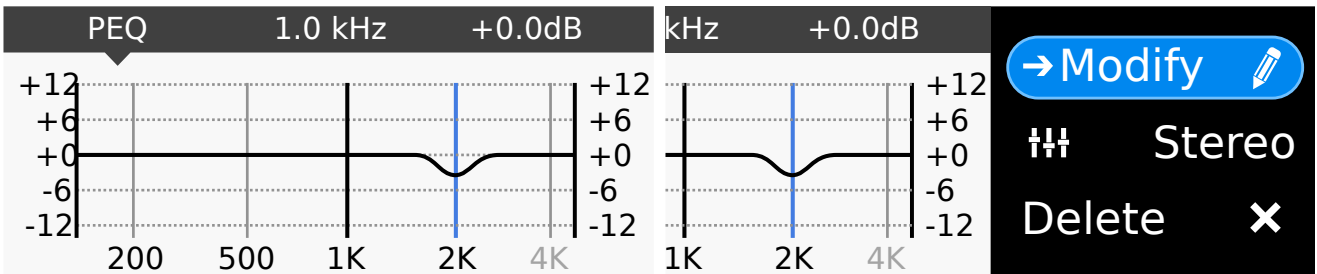 PEQ 1.0 kHz +0.0dB
+12 +12
+6 +6
+0 +0
-6 -6
-12 -12
200 500 1K 2K 4K
kHz +0.0dB
+12
+6
+0
-6
-12
1K 2K 4K
Modify
Stereo
Delete